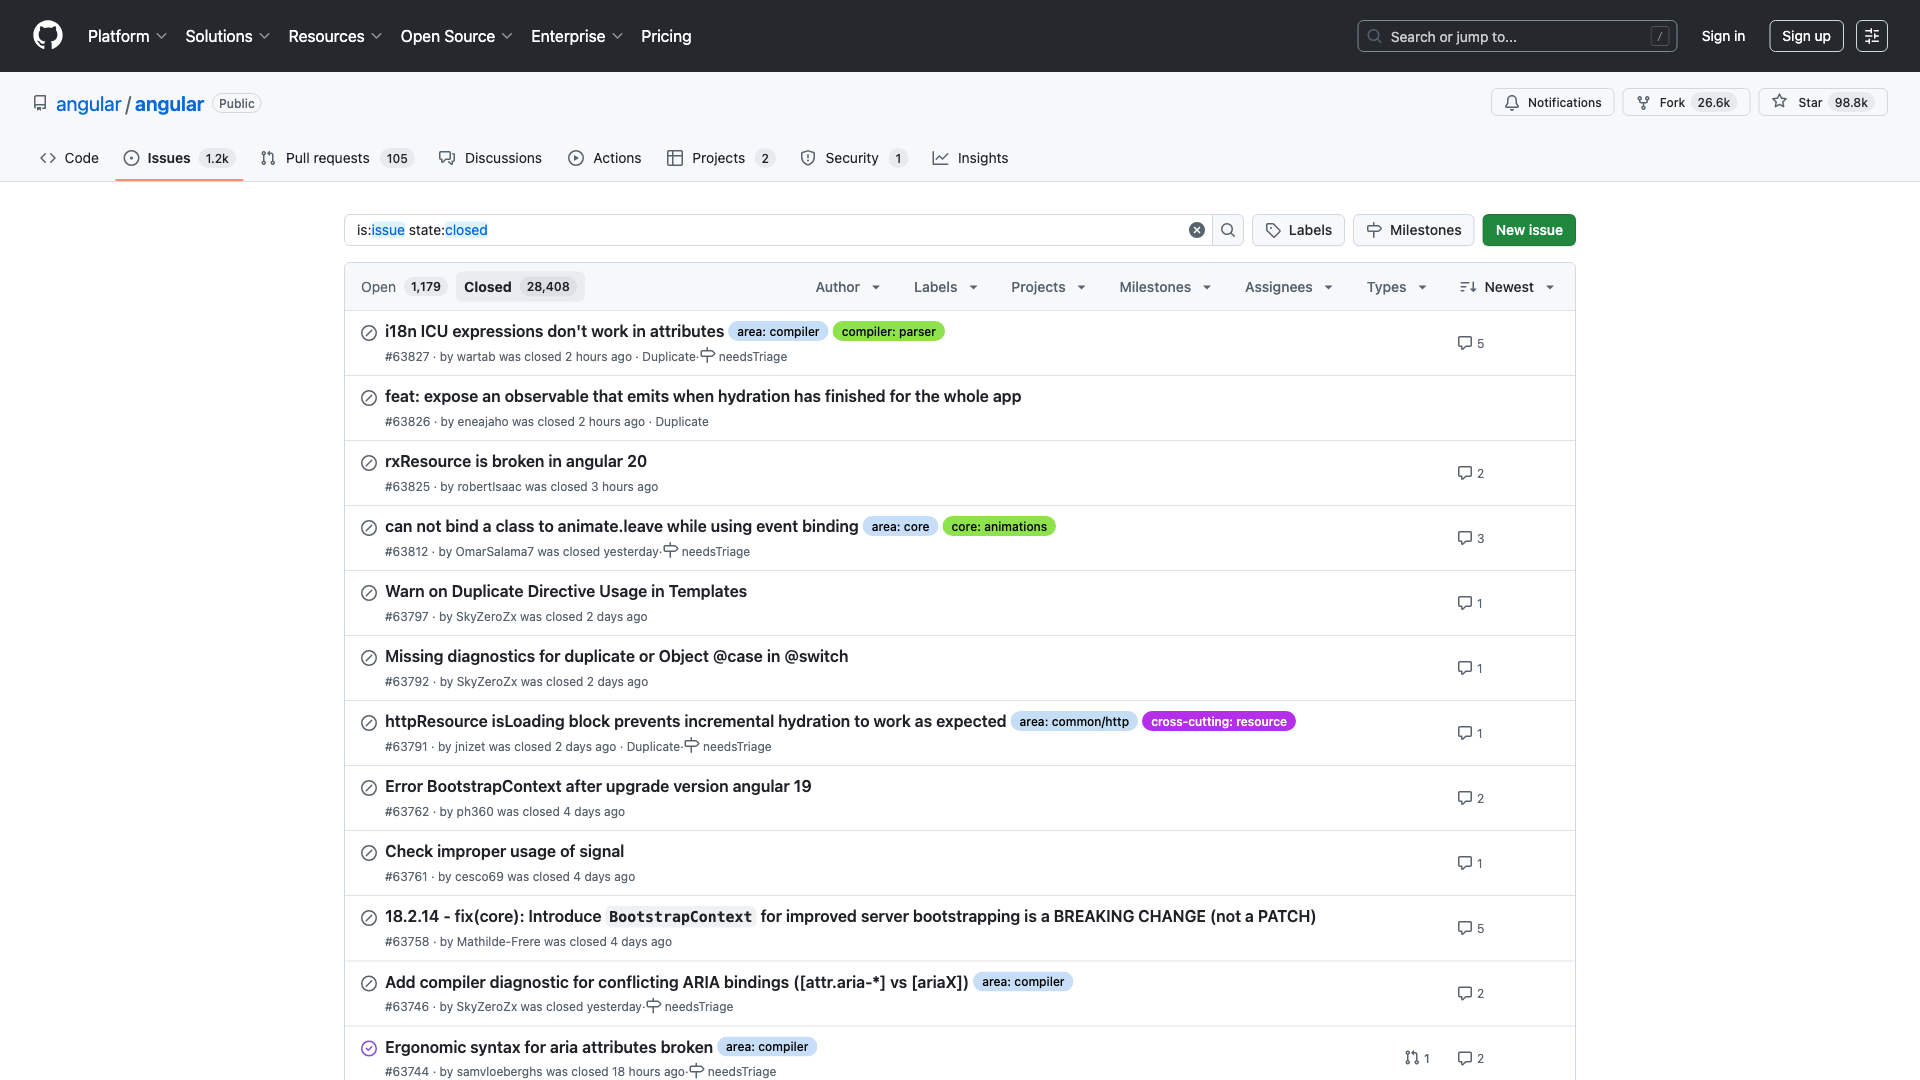 Platform Solutions Resources Open Source Enterprise Pricing Search or jump to... / Sign in Sign up
angular / angular Public Notifications Fork 26.6k Star 98.8k
Code Issues 1.2k Pull requests 105 Discussions Actions Projects 2 Security 1 Insights
is:issue state:closed Labels Milestones New issue
Open 1,179 Closed 28,408 Author Labels Projects Milestones Assignees Types Newest
i18n ICU expressions don't work in attributes area: compiler compiler: parser
#63827 · by wartab was closed 2 hours ago · Duplicate· needsTriage 5
feat: expose an observable that emits when hydration has finished for the whole app
#63826 · by eneajaho was closed 2 hours ago · Duplicate
rxResource is broken in angular 20
#63825 · by robertIsaac was closed 3 hours ago 2
can not bind a class to animate.leave while using event binding area: core core: animations
#63812 · by OmarSalama7 was closed yesterday· needsTriage 3
Warn on Duplicate Directive Usage in Templates
#63797 · by SkyZeroZx was closed 2 days ago 1
Missing diagnostics for duplicate or Object @case in @switch
#63792 · by SkyZeroZx was closed 2 days ago 1
httpResource isLoading block prevents incremental hydration to work as expected area: common/http cross-cutting: resource
#63791 · by jnizet was closed 2 days ago · Duplicate· needsTriage 1
Error BootstrapContext after upgrade version angular 19
#63762 · by ph360 was closed 4 days ago 2
Check improper usage of signal
#63761 · by cesco69 was closed 4 days ago 1
18.2.14 - fix(core): Introduce BootstrapContext for improved server bootstrapping is a BREAKING CHANGE (not a PATCH)
#63758 · by Mathilde-Frere was closed 4 days ago 5
Add compiler diagnostic for conflicting ARIA bindings ([attr.aria-*] vs [ariaX]) area: compiler
#63746 · by SkyZeroZx was closed yesterday· needsTriage 2
Ergonomic syntax for aria attributes broken area: compiler
#63744 · by samvloeberghs was closed 18 hours ago· needsTriage 1 2